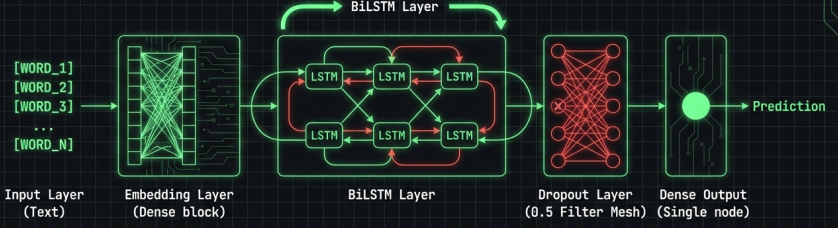 BiLSTM Layer
[WORD_1]
[WORD_2]
[WORD_3]
...
[WORD_N]
LSTM LSTM LSTM
LSTM LSTM LSTM
Prediction
Input Layer
(Text)
Embedding Layer
(Dense block)
BiLSTM Layer
Dropout Layer
(0.5 Filter Mesh)
Dense Output
(Single node)